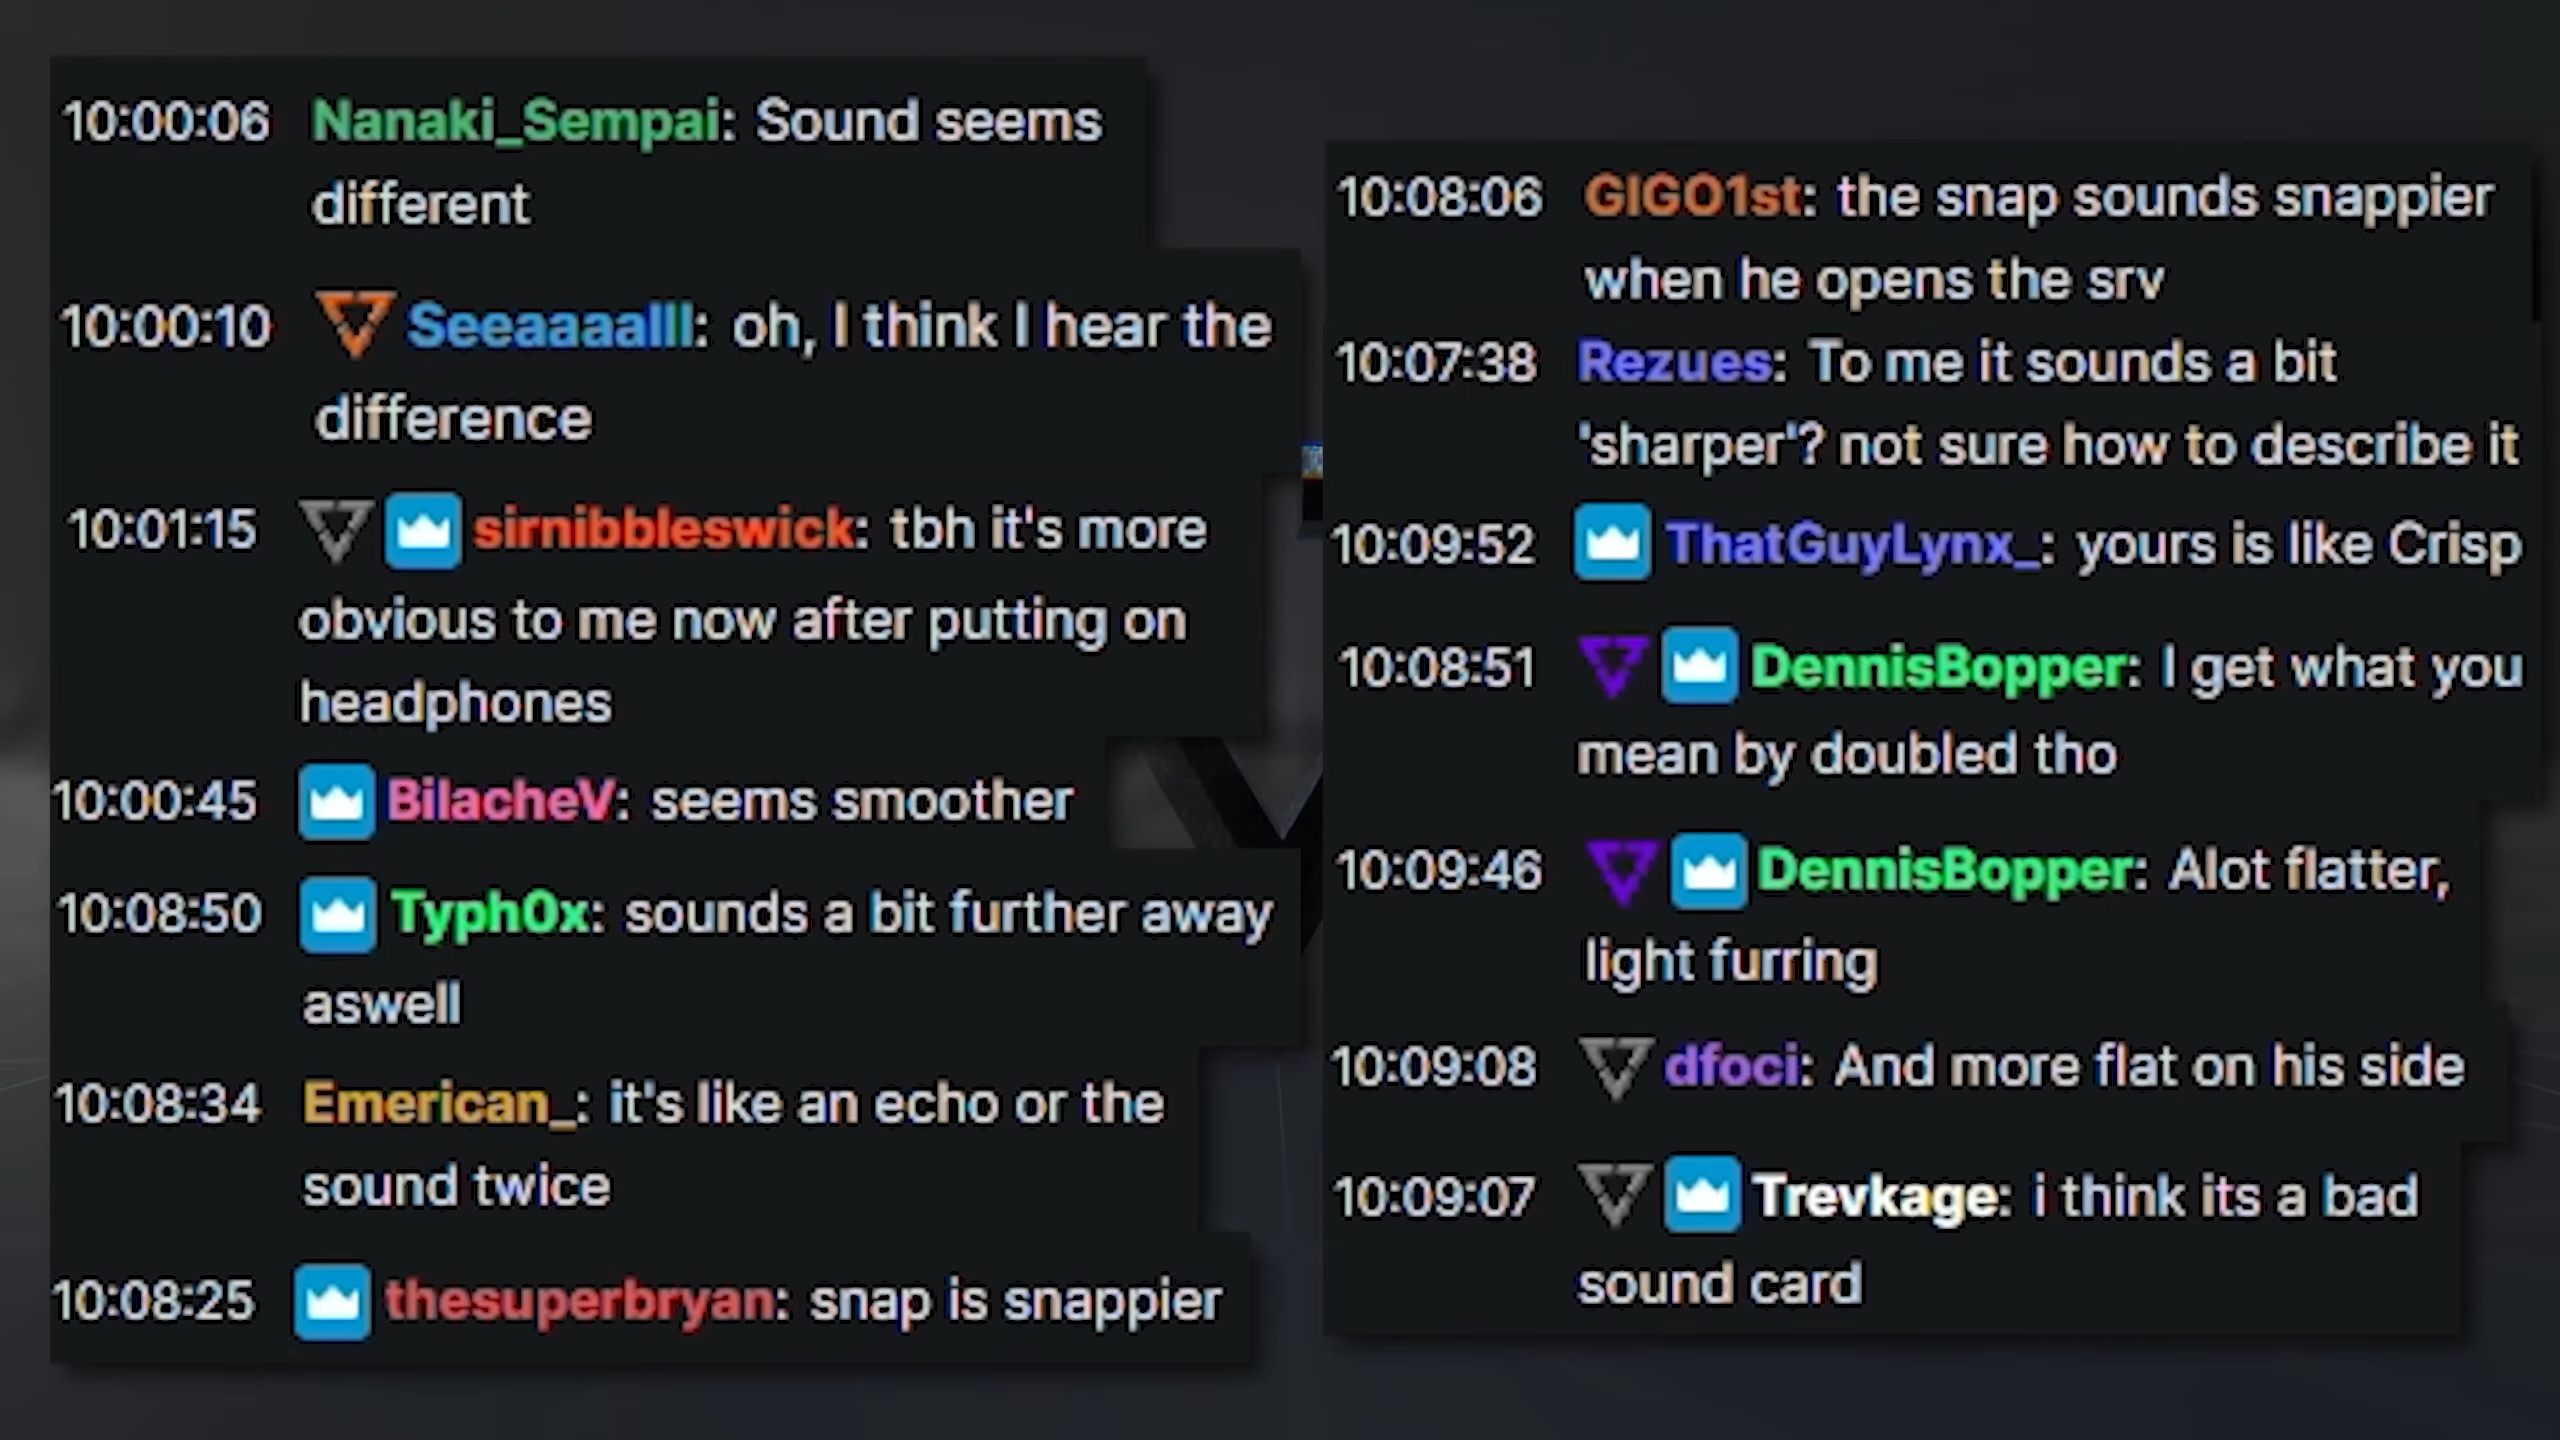 10:00:06 Nanaki_Sempai: Sound seems
different
10:00:10 Seeaaaalll: oh, I think I hear the
difference
10:01:15 sirnibbleswick: tbh it's more
obvious to me now after putting on
headphones
10:00:45 BilacheV: seems smoother
10:08:50 Typh0x: sounds a bit further away
aswell
10:08:34 Emerican_: it's like an echo or the
sound twice
10:08:25 thesuperbryan: snap is snappier
10:08:06 GIGO1st: the snap sounds snappier
when he opens the srv
10:07:38 Rezues: To me it sounds a bit
'sharper'? not sure how to describe it
10:09:52 ThatGuyLynx_: yours is like Crisp
10:08:51 DennisBopper: I get what you
mean by doubled tho
10:09:46 DennisBopper: Alot flatter,
light furring
10:09:08 dfoci: And more flat on his side
10:09:07 Trevkage: i think its a bad
sound card